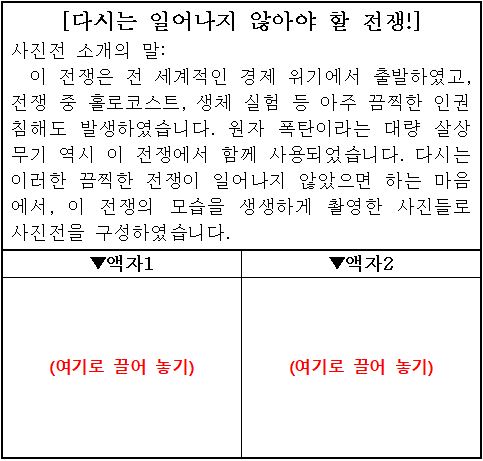 [다시는 일어나지 않아야 할 전쟁!]
사진전 소개의 말:
이 전쟁은 전 세계적인 경제 위기에서 출발하였고,
전쟁 중 홀로코스트, 생체 실험 등 아주 끔찍한 인권
침해도 발생하였습니다. 원자 폭탄이라는 대량 살상
무기 역시 이 전쟁에서 함께 사용되었습니다. 다시는
이러한 끔찍한 전쟁이 일어나지 않았으면 하는 마음
에서, 이 전쟁의 모습을 생생하게 촬영한 사진들로
사진전을 구성하였습니다.
▼액자1
▼액자2
(여기로 끌어 놓기)
(여기로 끌어 놓기)